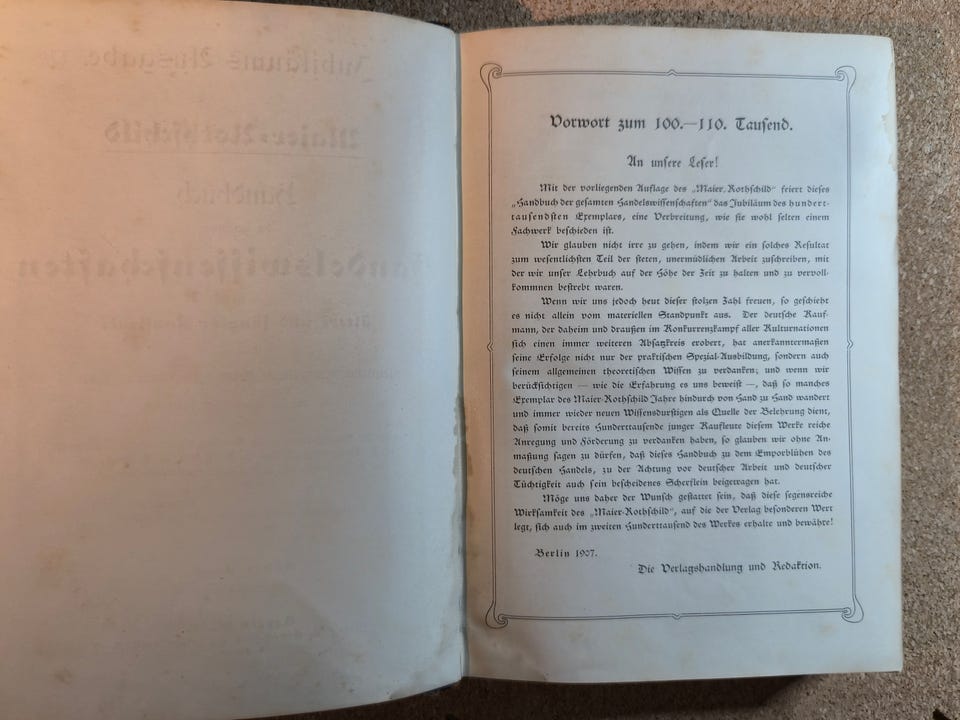 Vorwort zum 100.—110. Tausend.
An unsere Leser!
Mit der vorliegenden Auflage des „Maier-Rothschild“ feiert dieses
„Handbuch der gesamten Handelswissenschaften“ das Jubiläum des hundert-
tausendsten Exemplars, eine Verbreitung, wie sie wohl selten einem
Fachwerk beschieden ist.
Wir glauben nicht irre zu gehen, indem wir ein solches Resultat
zum wesentlichsten Teil der steten, unermüdlichen Arbeit zuschreiben, mit
der wir unser Lehrbuch auf der Höhe der Zeit zu halten und zu vervoll-
kommnen bestrebt waren.
Wenn wir uns jedoch heut dieser stolzen Zahl freuen, so geschieht
es nicht allein vom materiellen Standpunkt aus. Der deutsche Kauf-
mann, der daheim und draußen im Konkurrenzkampf aller Kulturnationen
sich einen immer weiteren Absatzkreis erobert, hat anerkanntermaßen
seine Erfolge nicht nur der praktischen Spezial-Ausbildung, sondern auch
seinem allgemeinen theoretischen Wissen zu verdanken; und wenn wir
berücksichtigen — wie die Erfahrung es uns beweist —, daß so manches
Exemplar des Maier-Rothschild Jahre hindurch von Hand zu Hand wandert
und immer wieder neuen Wissensdurstigen als Quelle der Belehrung dient,
daß somit bereits Hunderttausende junger Kaufleute diesem Werke reiche
Anregung und Förderung zu verdanken haben, so glauben wir ohne An-
maßung sagen zu dürfen, daß dieses Handbuch zu dem Emporblühen des
deutschen Handels, zu der Achtung vor deutscher Arbeit und deutscher
Tüchtigkeit auch sein bescheidenes Scherflein beigetragen hat.
Möge uns daher der Wunsch gestattet sein, daß diese segensreiche
Wirksamkeit des „Maier-Rothschild“, auf die der Verlag besonderen Wert
legt, sich auch im zweiten Hunderttausend des Werkes erhalte und bewähre!
Berlin 1907.
Die Verlagshandlung und Redaktion.